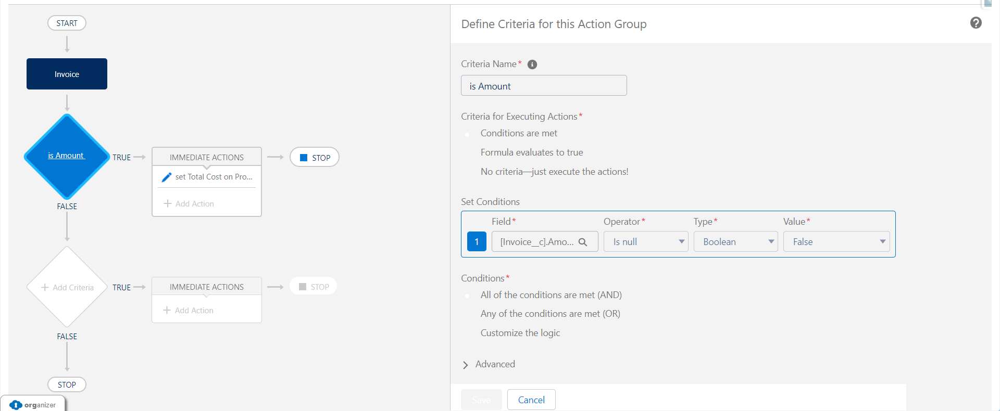 START
Invoice
is Amount
TRUE
IMMEDIATE ACTIONS
STOP
set Total Cost on Pro...
Add Action
FALSE
Add Criteria
TRUE
IMMEDIATE ACTIONS
STOP
Add Action
FALSE
STOP
organizer
Define Criteria for this Action Group
?
Criteria Name*
is Amount
Criteria for Executing Actions*
Conditions are met
Formula evaluates to true
No criteria—just execute the actions!
Set Conditions
Field* Operator* Type* Value*
1 [Invoice__c].Amo... Is null Boolean False
Conditions*
All of the conditions are met (AND)
Any of the conditions are met (OR)
Customize the logic
Advanced
Save Cancel